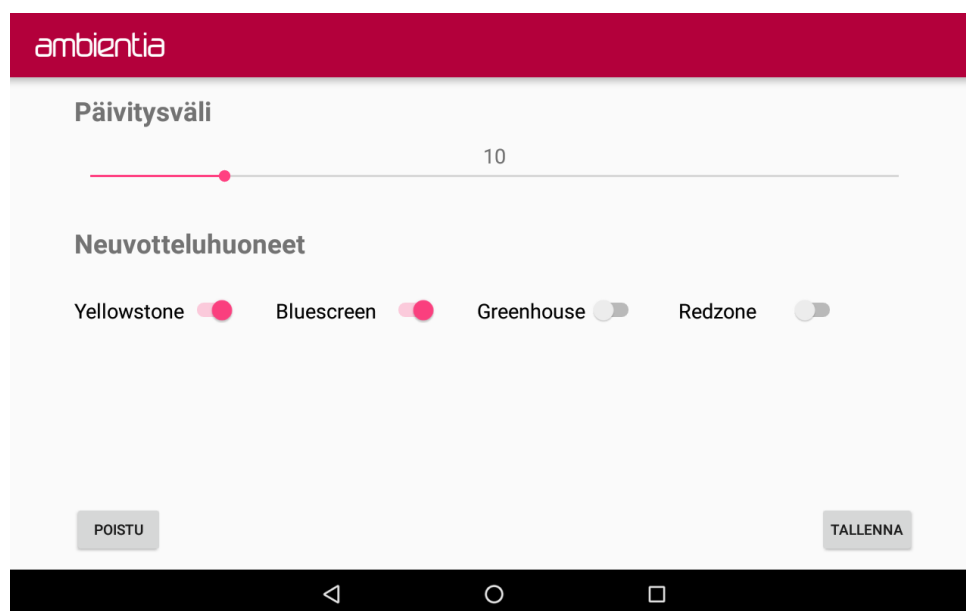 ambientia
Päivitysväli
10
Neuvotteluhuoneet
Yellowstone Bluescreen Greenhouse Redzone
POISTU TALLENNA